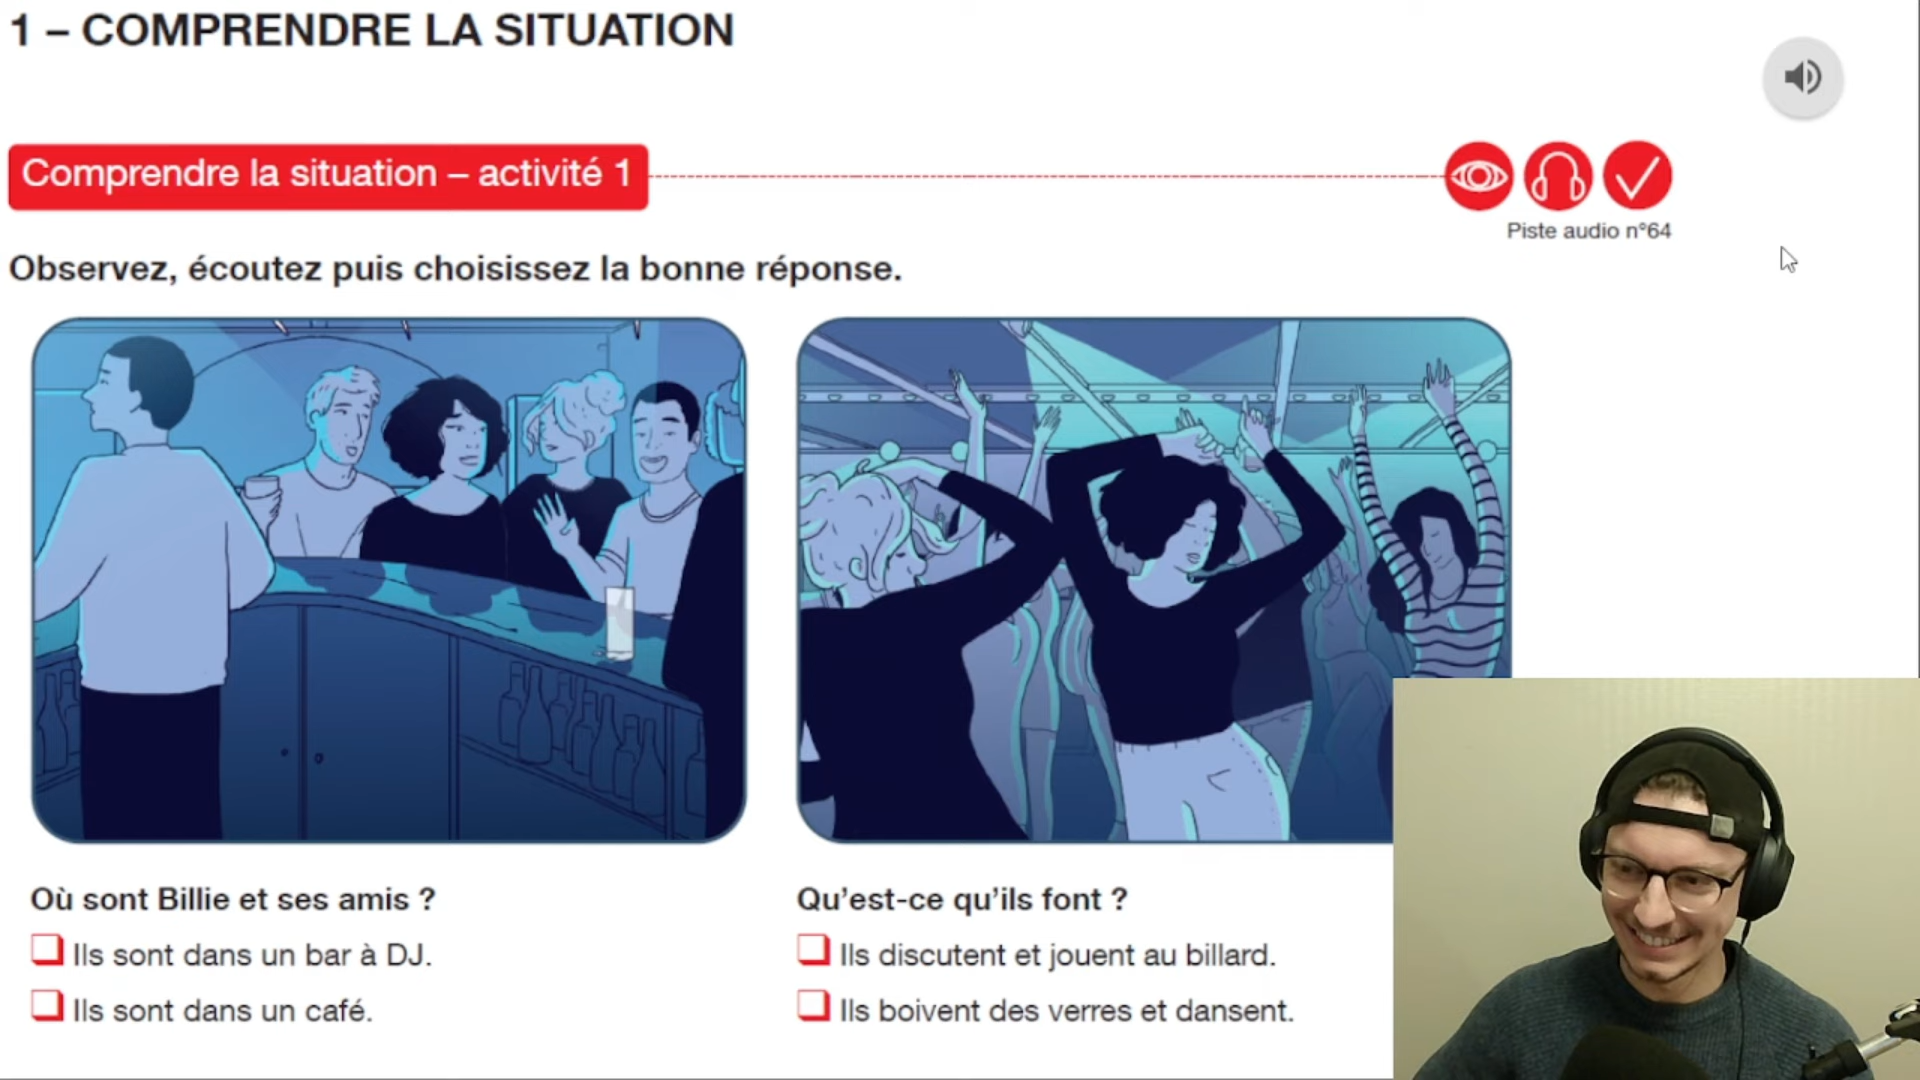 1 – COMPRENDRE LA SITUATION
Comprendre la situation – activité 1
Piste audio n°64
Observez, écoutez puis choisissez la bonne réponse.
Où sont Billie et ses amis ?
Ils sont dans un bar à DJ.
Ils sont dans un café.
Qu’est-ce qu’ils font ?
Ils discutent et jouent au billard.
Ils boivent des verres et dansent.